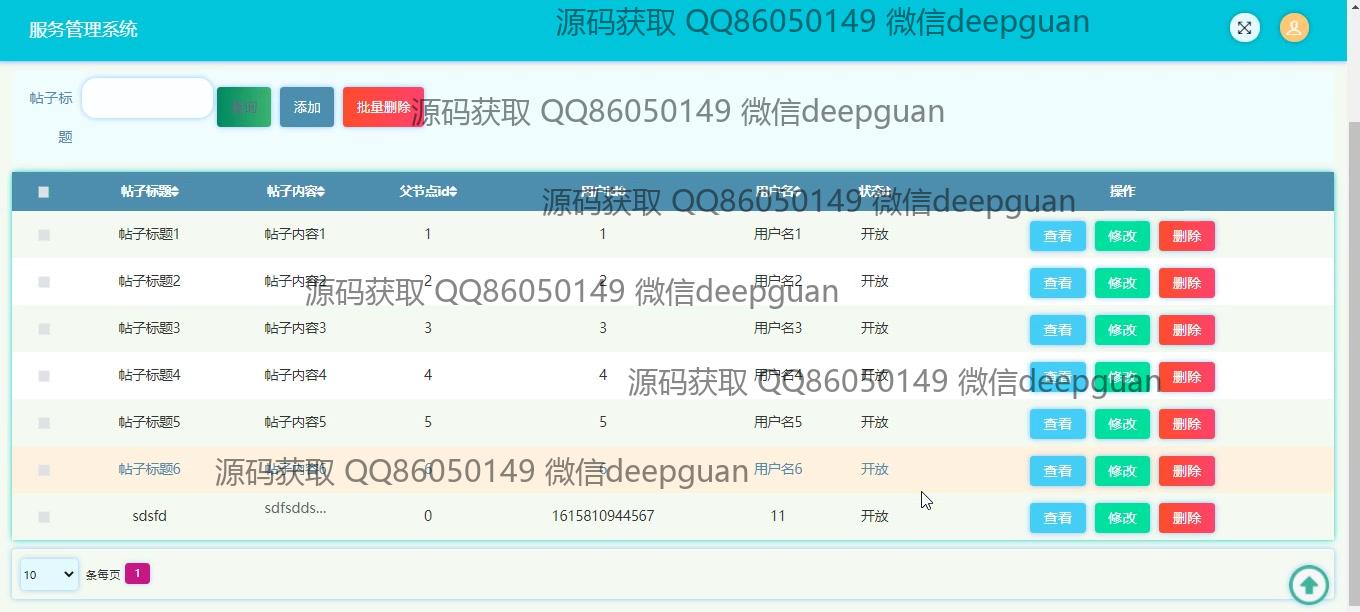 服务管理系统
源码获取 QQ86050149 微信deepguan
帖子标题
查询 添加 批量删除
源码获取 QQ86050149 微信deepguan
帖子标题 帖子内容 父节点id 用户id 用户名 状态 操作
源码获取 QQ86050149 微信deepguan
帖子标题1 帖子内容1 1 1 用户名1 开放 查看 修改 删除
帖子标题2 帖子内容2 2 2 用户名2 开放 查看 修改 删除
源码获取 QQ86050149 微信deepguan
帖子标题3 帖子内容3 3 3 用户名3 开放 查看 修改 删除
帖子标题4 帖子内容4 4 4 用户名4 开放 查看 修改 删除
源码获取 QQ86050149 微信deepguan
帖子标题5 帖子内容5 5 5 用户名5 开放 查看 修改 删除
帖子标题6 帖子内容6 6 6 用户名6 开放 查看 修改 删除
源码获取 QQ86050149 微信deepguan
sdsfd sdfsdds... 0 1615810944567 11 开放 查看 修改 删除
10 条每页 1